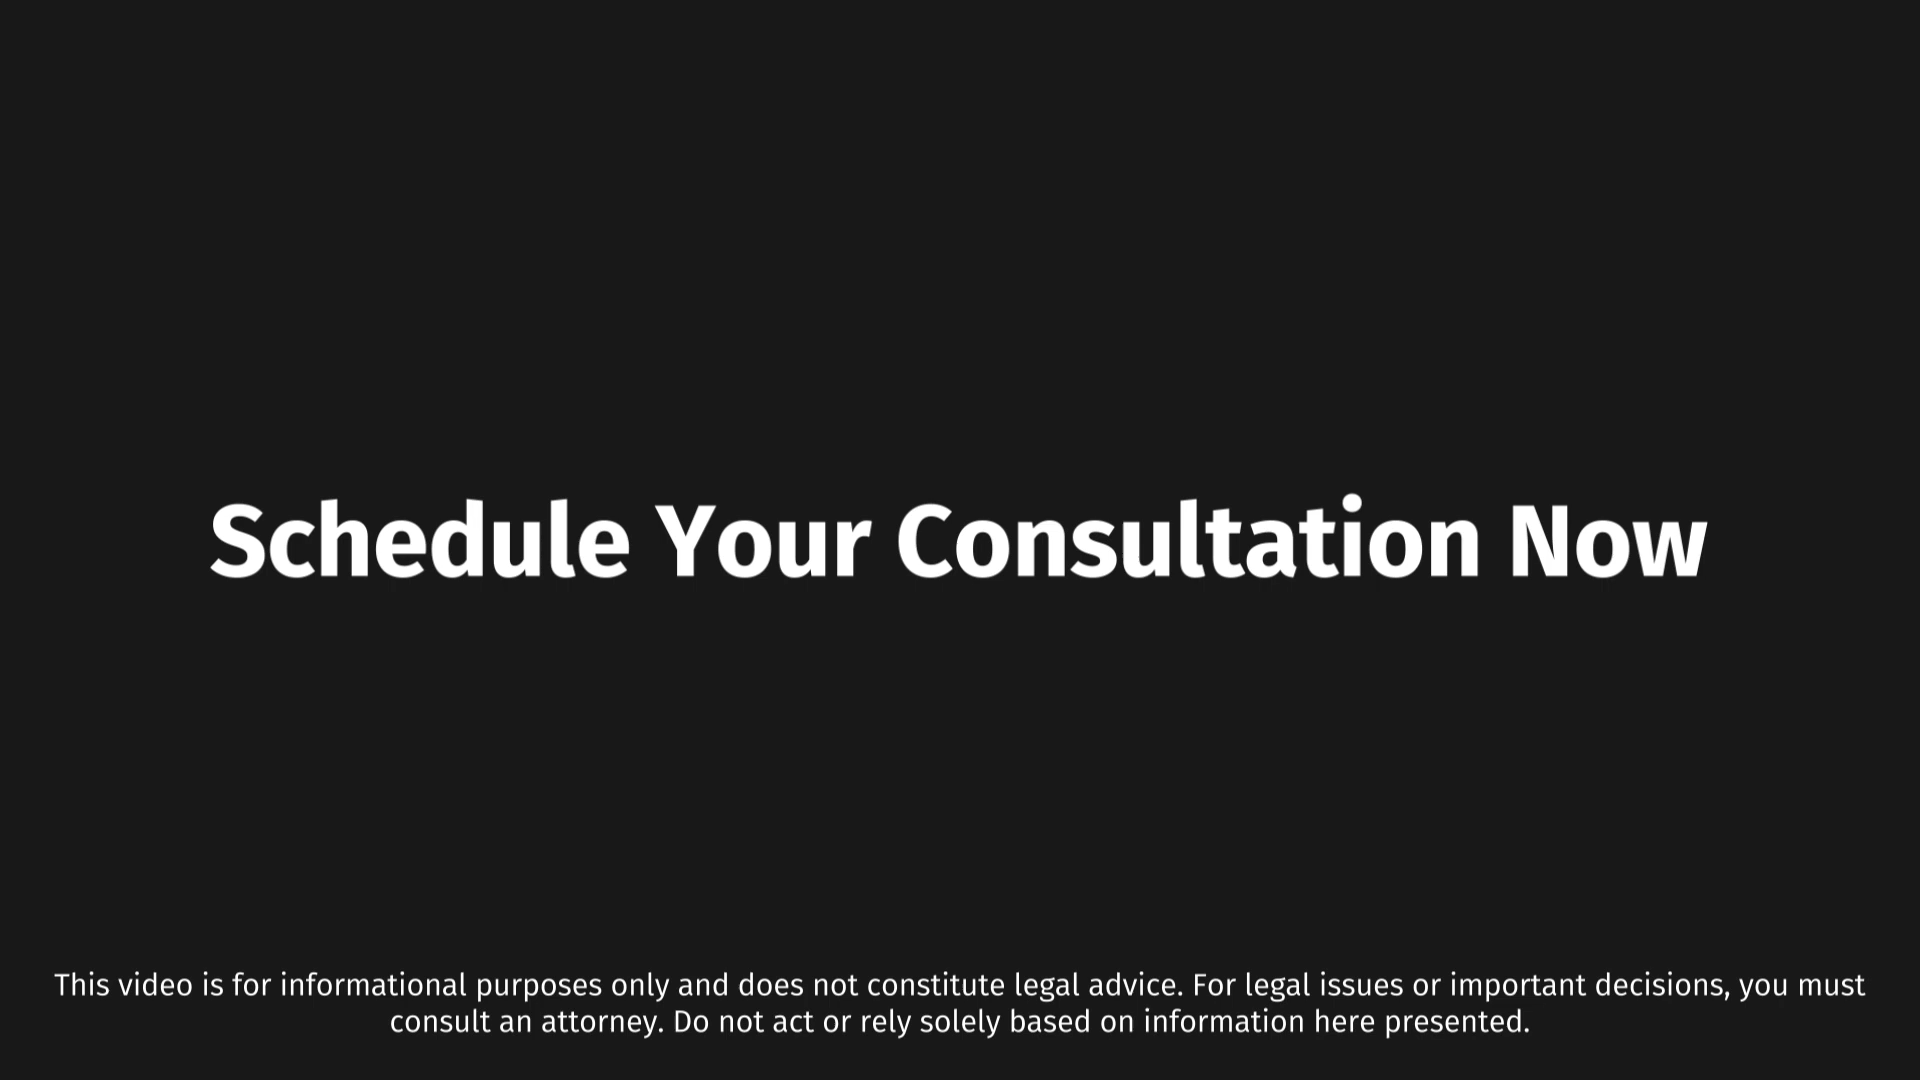 Schedule Your Consultation Now
This video is for informational purposes only and does not constitute legal advice. For legal issues or important decisions, you must
consult an attorney. Do not act or rely solely based on information here presented.